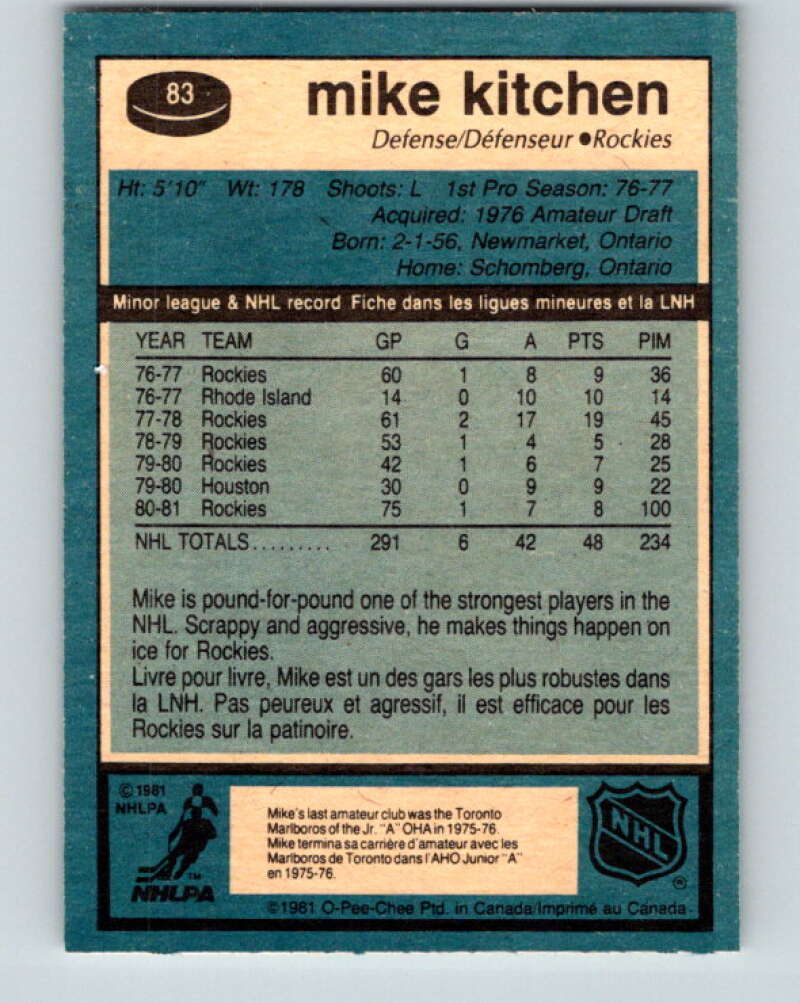 83
mike kitchen
Defense/Défenseur ●Rockies
Ht: 5'10" Wt: 178 Shoots: L 1st Pro Season: 76-77
Acquired: 1976 Amateur Draft
Born: 2-1-56, Newmarket, Ontario
Home: Schomberg, Ontario
Minor league & NHL record Fiche dans les ligues mineures et la LNH
YEAR TEAM GP G A PTS PIM
76-77 Rockies 60 1 8 9 36
76-77 Rhode Island 14 0 10 10 14
77-78 Rockies 61 2 17 19 45
78-79 Rockies 53 1 4 5 28
79-80 Rockies 42 1 6 7 25
79-80 Houston 30 0 9 9 22
80-81 Rockies 75 1 7 8 100
NHL TOTALS.......... 291 6 42 48 234
Mike is pound-for-pound one of the strongest players in the
NHL. Scrappy and aggressive, he makes things happen on
ice for Rockies.
Livre pour livre, Mike est un des gars les plus robustes dans
la LNH. Pas peureux et agressif, il est efficace pour les
Rockies sur la patinoire.
©1981
NHLPA
TM
NHLPA
Mike's last amateur club was the Toronto
Marlboros of the Jr. "A" OHA in 1975-76.
Mike termina sa carrière d'amateur avec les
Marlboros de Toronto dans l'AHO Junior "A"
en 1975-76.
NHL
®
©1981 O-Pee-Chee Ptd. in Canada/Imprimé au Canada